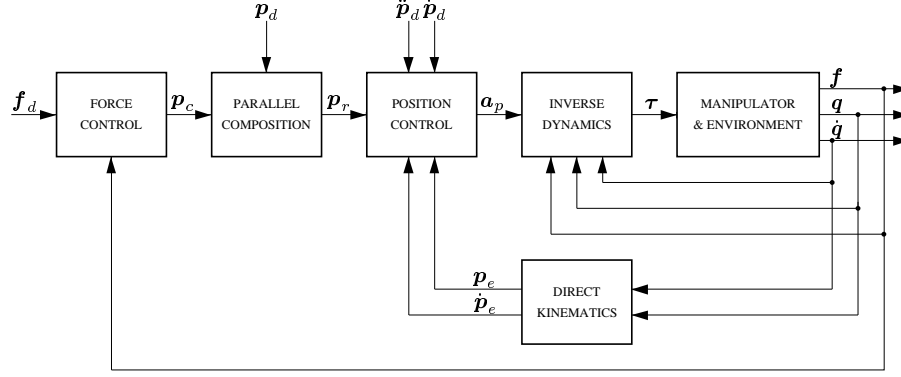 p_d
p̈_d ṗ_d
f_d
FORCE
CONTROL
p_c
PARALLEL
COMPOSITION
p_r
POSITION
CONTROL
a_p
INVERSE
DYNAMICS
τ
MANIPULATOR
& ENVIRONMENT
f
q
q̇
p_e
ṗ_e
DIRECT
KINEMATICS